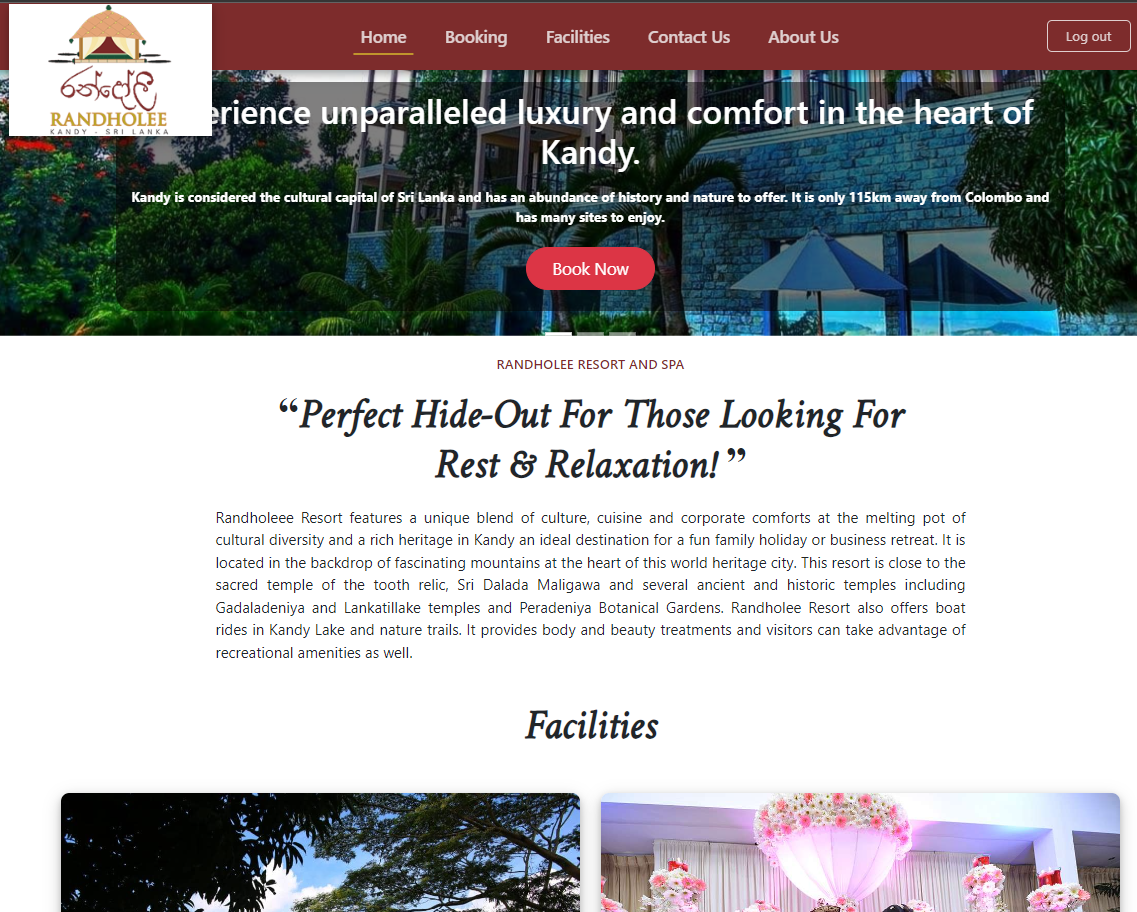 Home Booking Facilities Contact Us About Us Log out
රන්දෝලි
RANDHOLEE
KANDY - SRI LANKA
erience unparalleled luxury and comfort in the heart of
Kandy.
Kandy is considered the cultural capital of Sri Lanka and has an abundance of history and nature to offer. It is only 115km away from Colombo and
has many sites to enjoy.
Book Now
RANDHOLEE RESORT AND SPA
“Perfect Hide-Out For Those Looking For
Rest & Relaxation! ”
Randholeee Resort features a unique blend of culture, cuisine and corporate comforts at the melting pot of
cultural diversity and a rich heritage in Kandy an ideal destination for a fun family holiday or business retreat. It is
located in the backdrop of fascinating mountains at the heart of this world heritage city. This resort is close to the
sacred temple of the tooth relic, Sri Dalada Maligawa and several ancient and historic temples including
Gadaladeniya and Lankatillake temples and Peradeniya Botanical Gardens. Randholee Resort also offers boat
rides in Kandy Lake and nature trails. It provides body and beauty treatments and visitors can take advantage of
recreational amenities as well.
Facilities